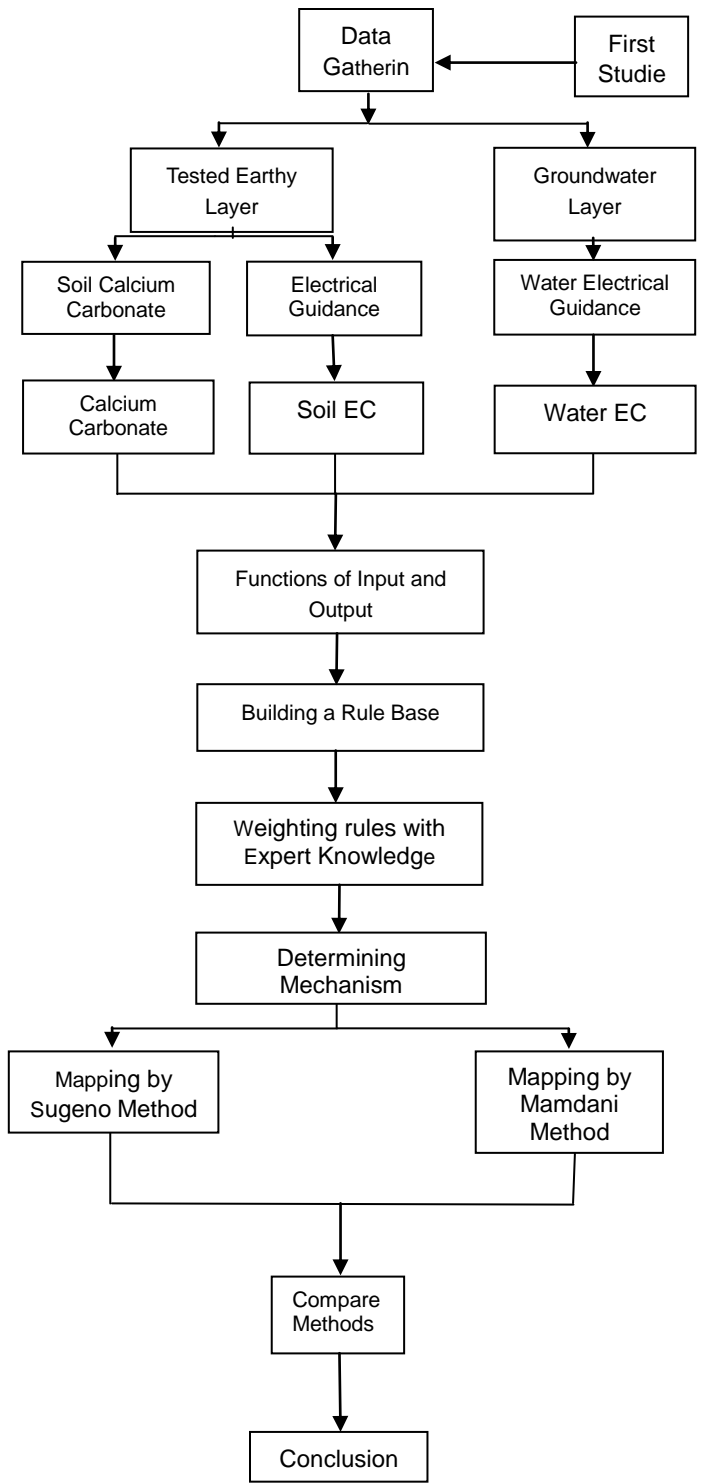 Data
Gatherin
First
Studie
Tested Earthy
Layer
Groundwater
Layer
Soil Calcium
Carbonate
Electrical
Guidance
Water Electrical
Guidance
Calcium
Carbonate
Soil EC
Water EC
Functions of Input and
Output
Building a Rule Base
Weighting rules with
Expert Knowledge
Determining
Mechanism
Mapping by
Sugeno Method
Mapping by
Mamdani
Method
Compare
Methods
Conclusion